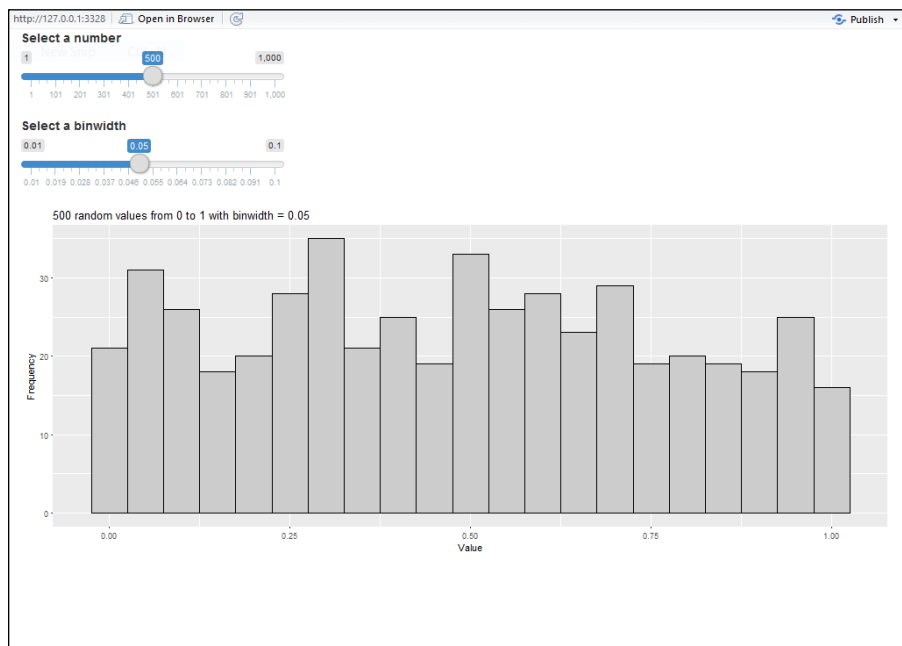 http://127.0.0.1:3328 Open in Browser Publish
Select a number
1 500 1,000
1 101 201 301 401 501 601 701 801 901 1,000
Select a binwidth
0.01 0.05 0.1
0.01 0.019 0.028 0.037 0.046 0.055 0.064 0.073 0.082 0.091 0.1
500 random values from 0 to 1 with binwidth = 0.05
30
20
Frequency
10
0
0.00 0.25 0.50 0.75 1.00
Value